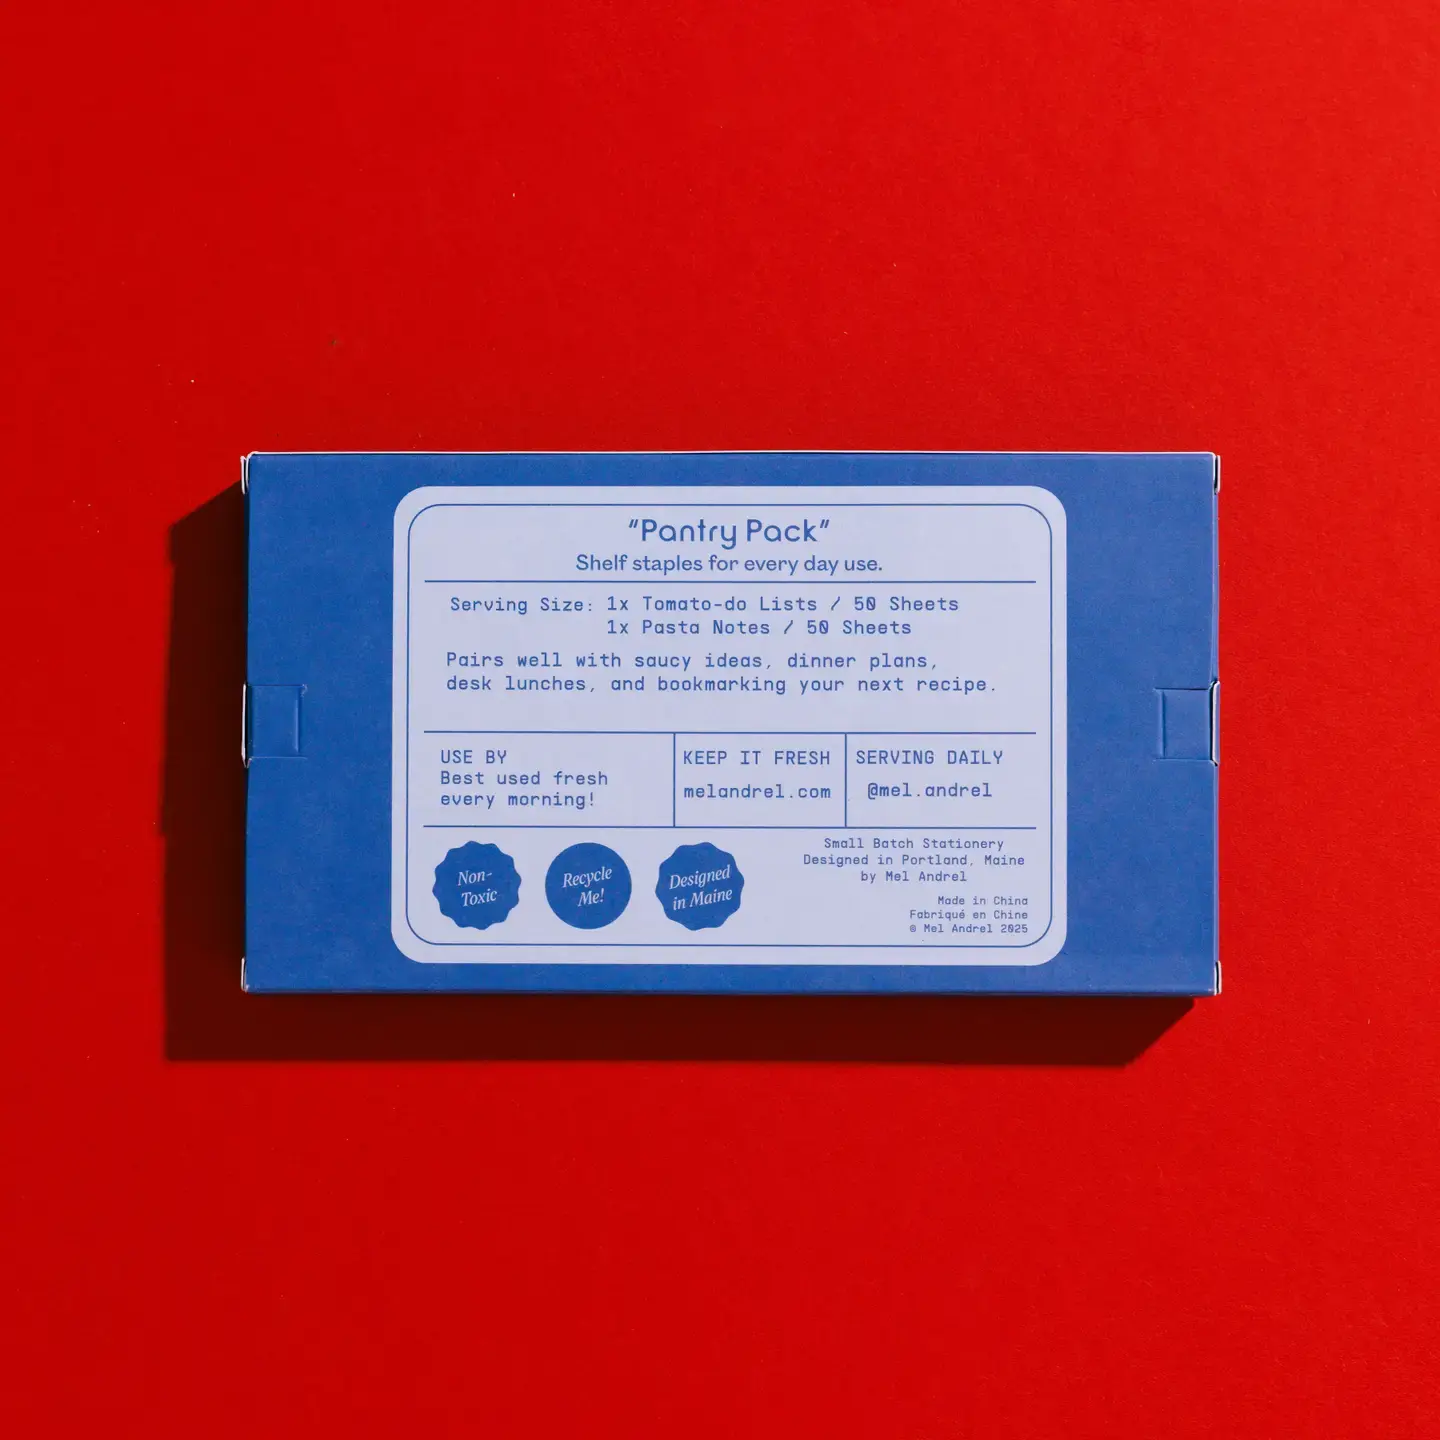 "Pantry Pack"
Shelf staples for every day use.
Serving Size: 1x Tomato-do Lists / 50 Sheets
1x Pasta Notes / 50 Sheets
Pairs well with saucy ideas, dinner plans,
desk lunches, and bookmarking your next recipe.
USE BY
Best used fresh
every morning!
KEEP IT FRESH
melandrel.com
SERVING DAILY
@mel.andrel
Non-
Toxic
Recycle
Me!
Designed
in Maine
Small Batch Stationery
Designed in Portland, Maine
by Mel Andrel
Made in China
Fabriqué en Chine
© Mel Andrel 2025